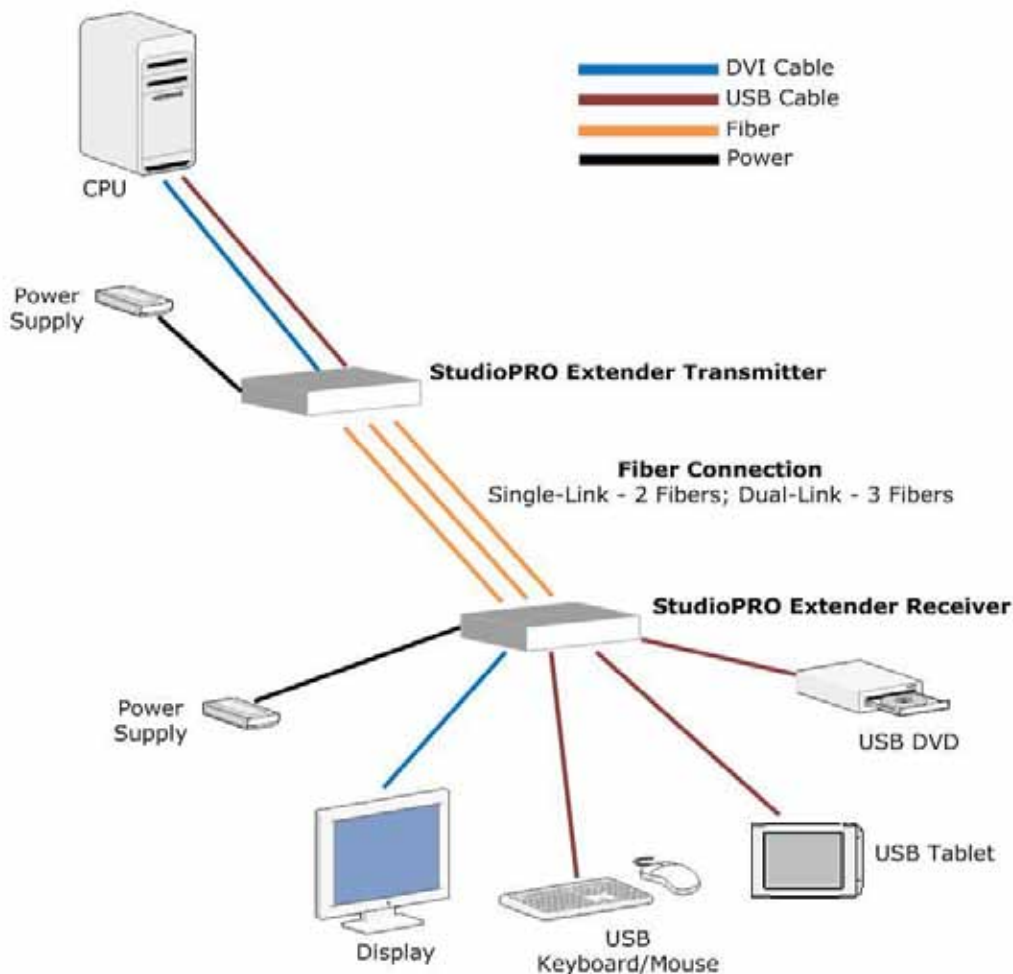 DVI Cable
USB Cable
Fiber
Power
CPU
Power
Supply
StudioPRO Extender Transmitter
Fiber Connection
Single-Link - 2 Fibers; Dual-Link - 3 Fibers
StudioPRO Extender Receiver
Power
Supply
USB DVD
USB Tablet
Display
USB
Keyboard/Mouse